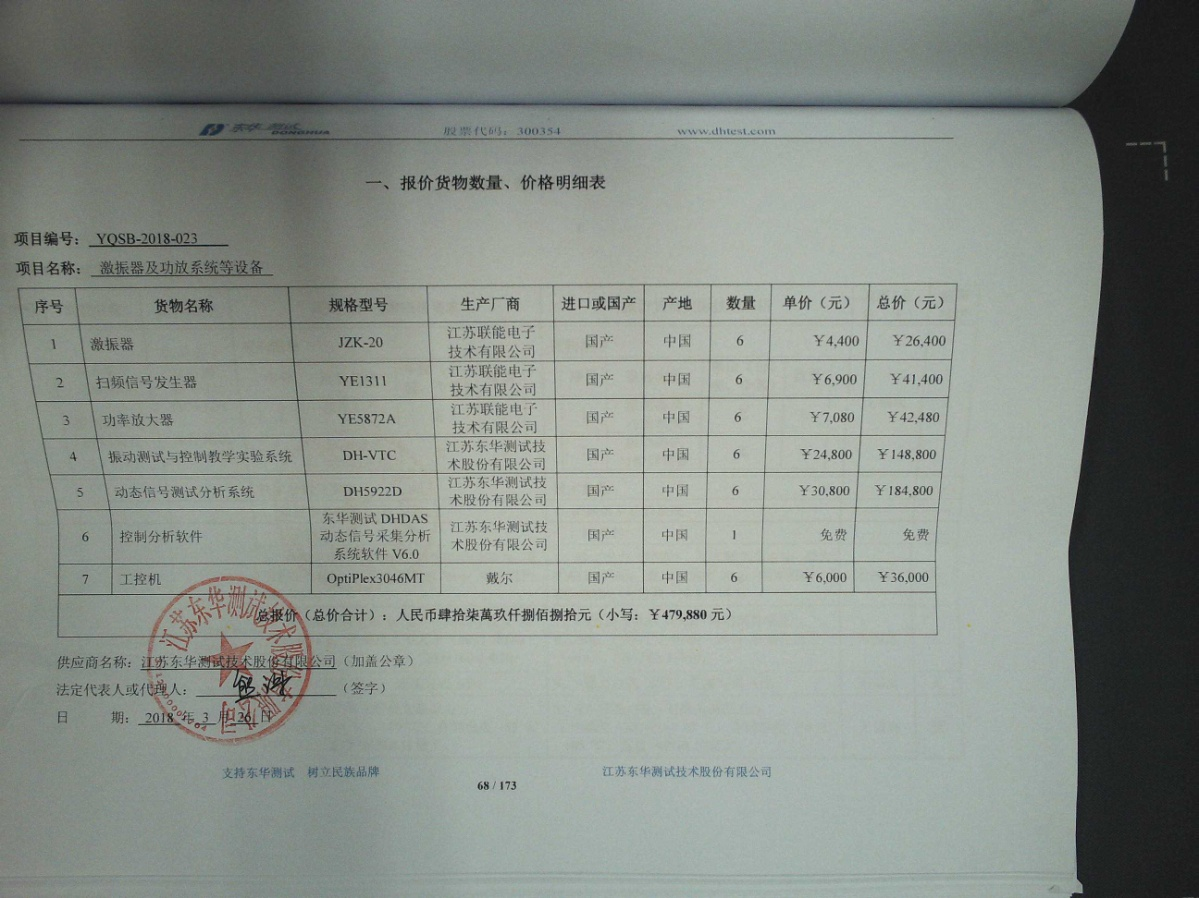 东华测试 DONGHUA 股票代码：300354 www.dhtest.com
一、报价货物数量、价格明细表
项目编号： YQSB-2018-023
项目名称： 激振器及功放系统等设备
序号 货物名称 规格型号 生产厂商 进口或国产 产地 数量 单价（元） 总价（元）
1 激振器 JZK-20 江苏联能电子
技术有限公司 国产 中国 6 ￥4,400 ￥26,400
2 扫频信号发生器 YE1311 江苏联能电子
技术有限公司 国产 中国 6 ￥6,900 ￥41,400
3 功率放大器 YE5872A 江苏联能电子
技术有限公司 国产 中国 6 ￥7,080 ￥42,480
4 振动测试与控制教学实验系统 DH-VTC 江苏东华测试技
术股份有限公司 国产 中国 6 ￥24,800 ￥148,800
5 动态信号测试分析系统 DH5922D 江苏东华测试技
术股份有限公司 国产 中国 6 ￥30,800 ￥184,800
6 控制分析软件 东华测试 DHDAS
动态信号采集分析
系统软件 V6.0 江苏东华测试技
术股份有限公司 国产 中国 1 免费 免费
7 工控机 OptiPlex3046MT 戴尔 国产 中国 6 ￥6,000 ￥36,000
总报价（总价合计）：人民币肆拾柒萬玖仟捌佰捌拾元（小写：￥479,880 元）
供应商名称：江苏东华测试技术股份有限公司（加盖公章）
法定代表人或代理人： （签字）
日 期： 2018 年 3 月 26 日
江苏东华测试技术股份有限公司
支持东华测试 树立民族品牌 江苏东华测试技术股份有限公司
68 / 173